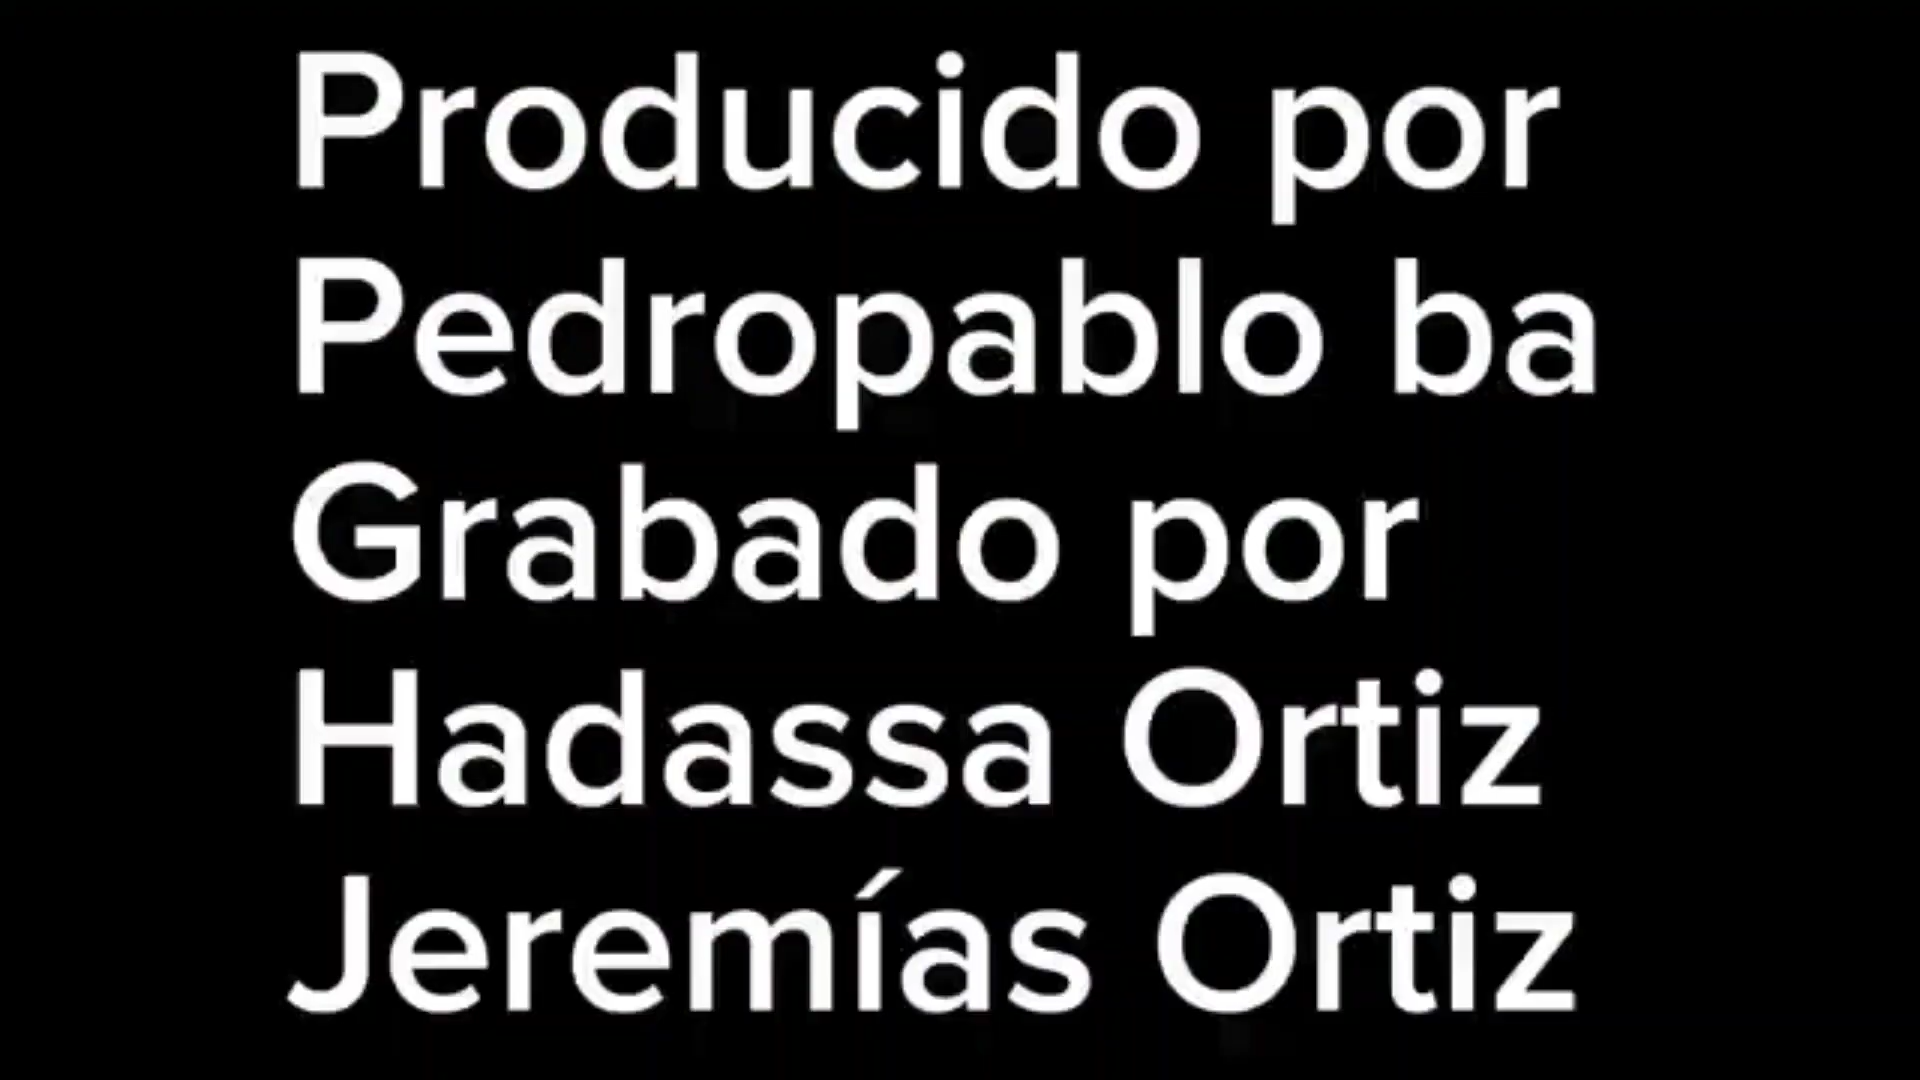 Producido por
Pedropablo ba
Grabado por
Hadassa Ortiz
Jeremías Ortiz